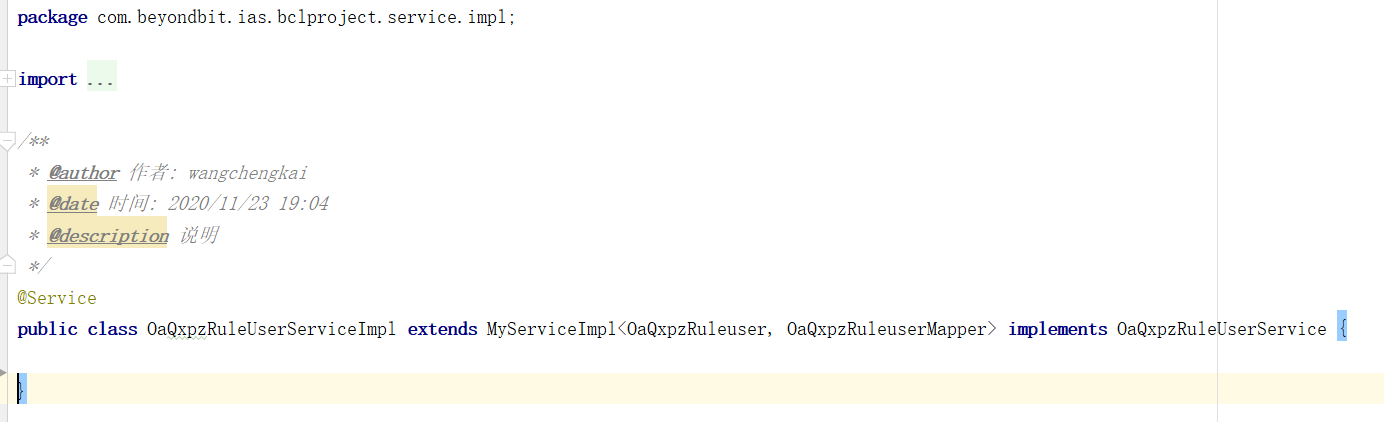 package com.beyondbit.ias.bclproject.service.impl;
import ...
/**
* @author 作者: wangchengkai
* @date 时间: 2020/11/23 19:04
* @description 说明
*/
@Service
public class OaQxpzRuleUserServiceImpl extends MyServiceImpl<OaQxpzRuleuser, OaQxpzRuleuserMapper> implements OaQxpzRuleUserService {
}